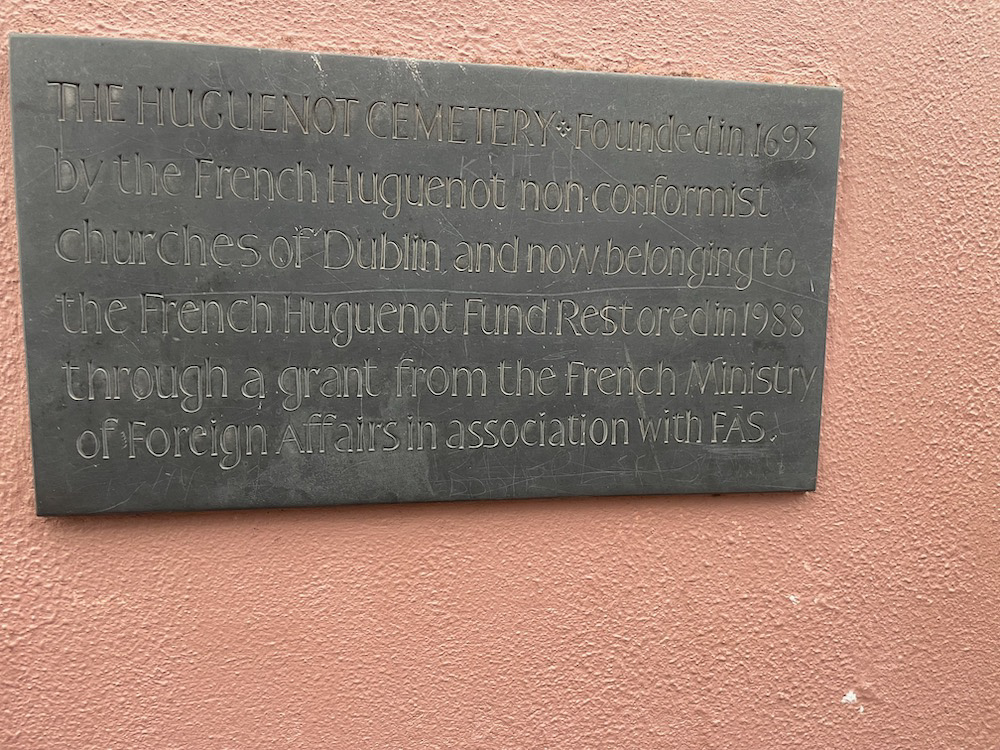 THE HUGUENOT CEMETERY⁘Founded in 1693
by the French Huguenot non·conformist
churches of Dublin, and now belonging to
the French Huguenot Fund. Restored in 1988
through a grant from the French Ministry
of Foreign Affairs in association with FÁS.